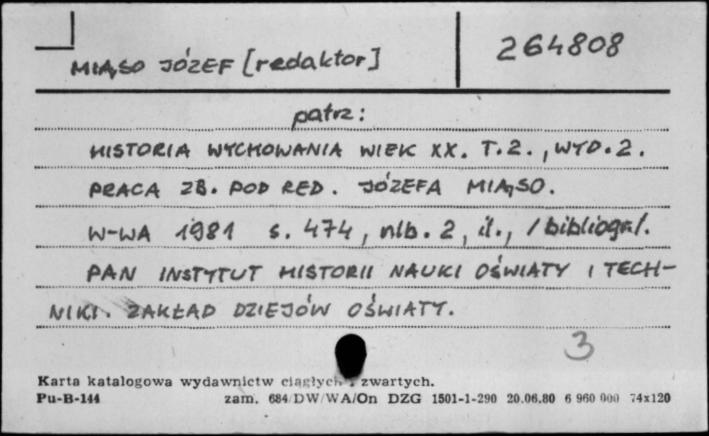 MIĄSO JÓZEF [redaktor]
264808
patrz:
HISTORIA WYCHOWANIA WIEK XX. T.2., WYD.2.
PRACA ZB. POD RED. JÓZEFA MIĄSO.
W-WA 1981 s. 474, nlb. 2, il., /bibliogr/.
PAN INSTYTUT HISTORII NAUKI OŚWIATY I TECH-
NIKI. ZAKŁAD DZIEJÓW OŚWIATY.
3
Karta katalogowa wydawnictw ciągłych i zwartych.
Pu-B-144 zam. 684/DW/WA/On DZG 1501-1-290 20.06.80 6 960 000 74x120